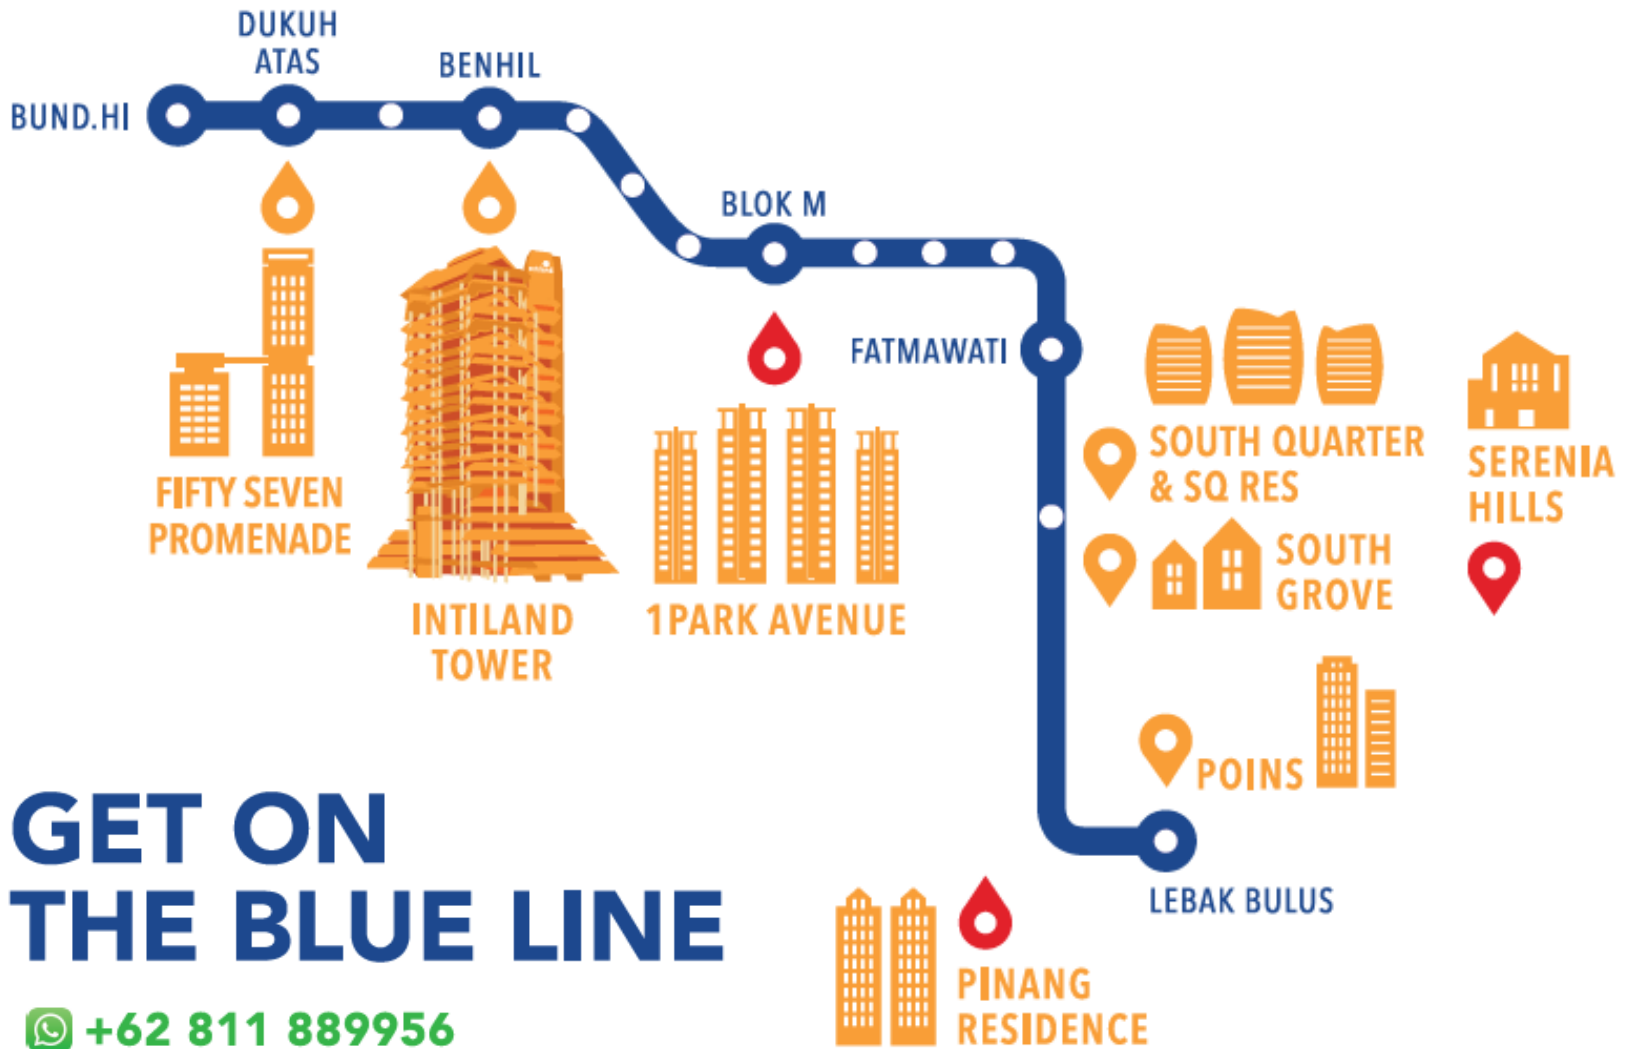 DUKUH
ATAS
BENHIL
BUND.HI
BLOK M
FATMAWATI
FIFTY SEVEN
PROMENADE
INTILAND
TOWER
1PARK AVENUE
SOUTH QUARTER
& SQ RES
SERENIA
HILLS
SOUTH
GROVE
POINS
LEBAK BULUS
PINANG
RESIDENCE
GET ON
THE BLUE LINE
+62 811 889956